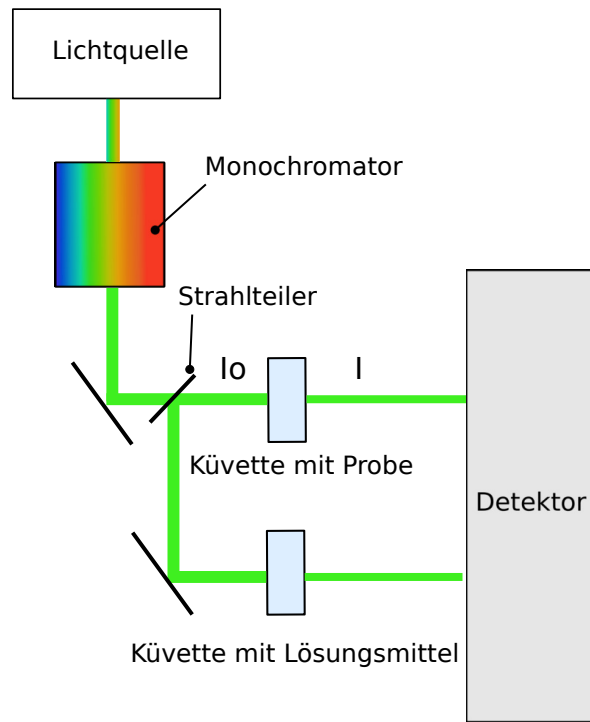 Lichtquelle
Monochromator
Strahlteiler
Io
I
Küvette mit Probe
Detektor
Küvette mit Lösungsmittel